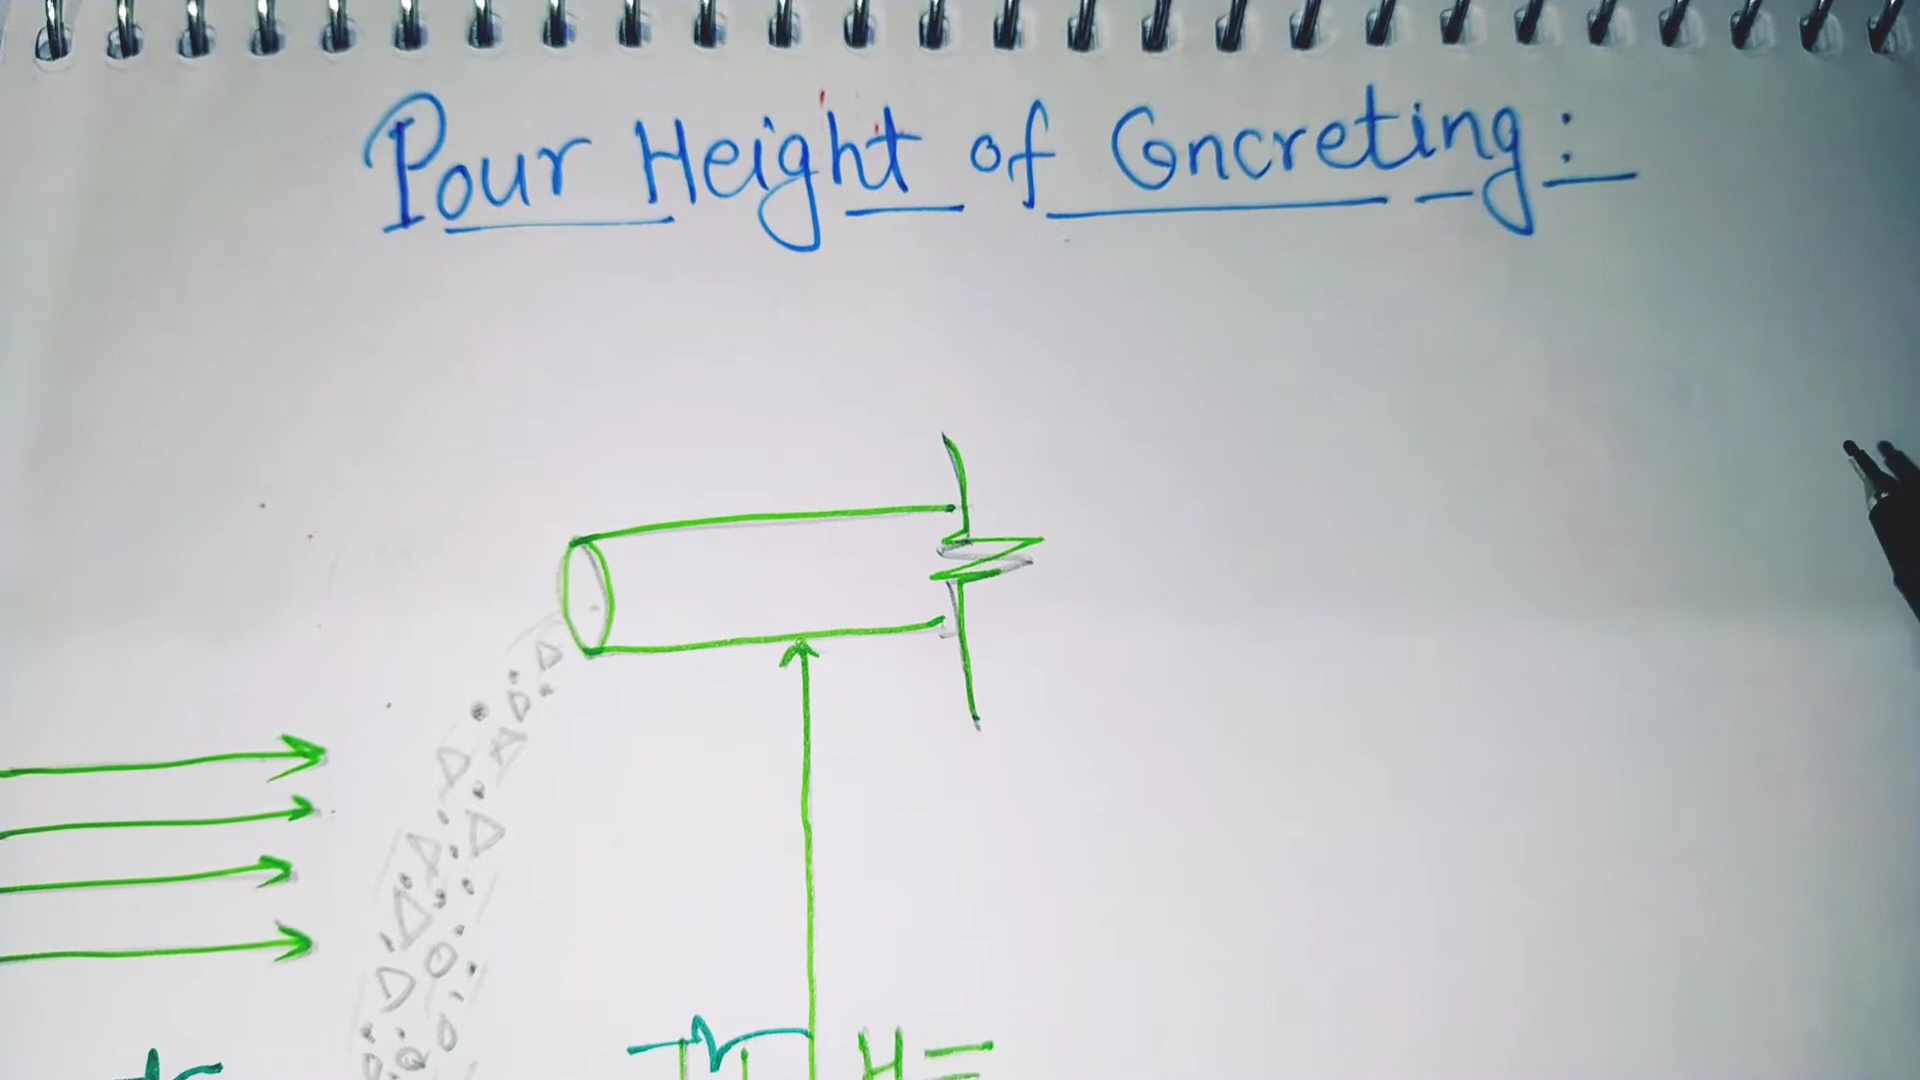 Pour Height of Concreting:
H =